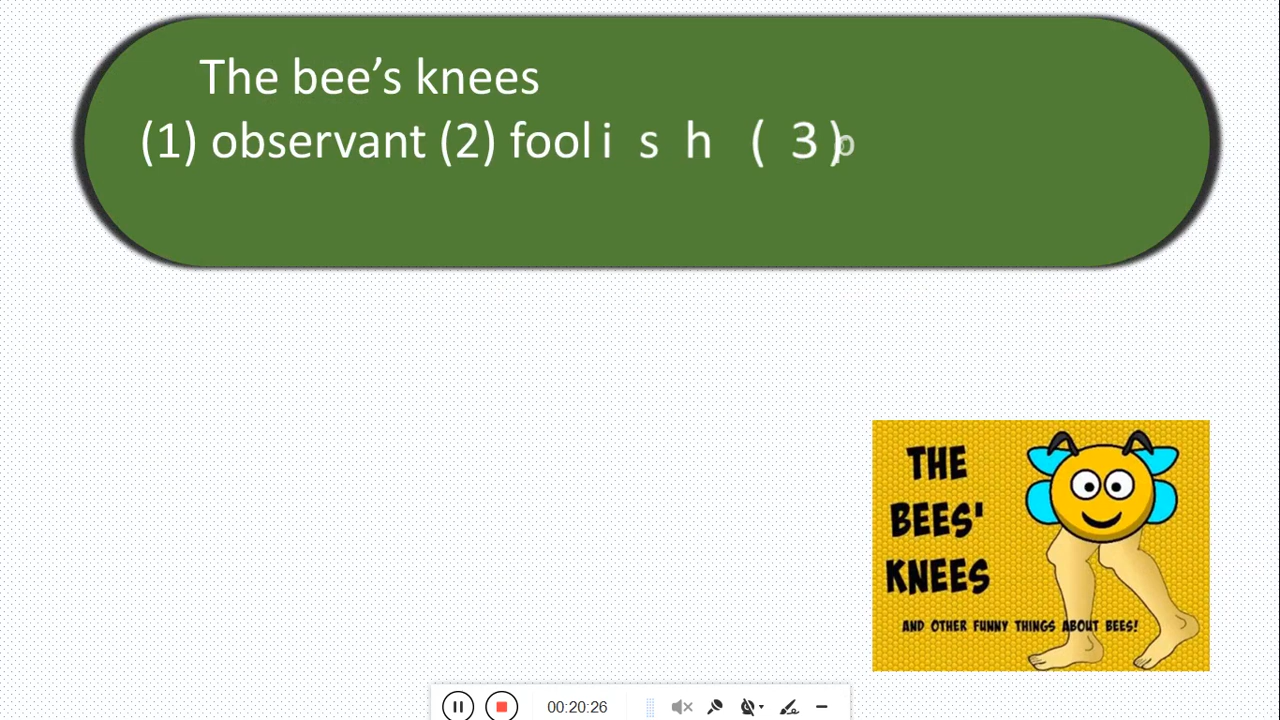 The bee’s knees
(1) observant (2) foolish (3)p
THE
BEES'
KNEES
AND OTHER FUNNY THINGS ABOUT BEES!
00:20:26